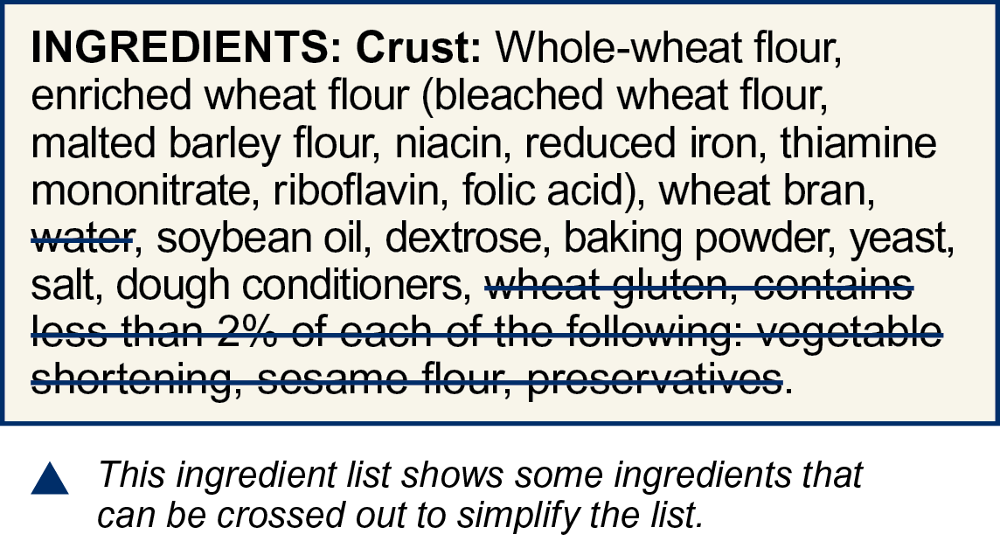 INGREDIENTS: Crust: Whole-wheat flour,
enriched wheat flour (bleached wheat flour,
malted barley flour, niacin, reduced iron, thiamine
mononitrate, riboflavin, folic acid), wheat bran,
water, soybean oil, dextrose, baking powder, yeast,
salt, dough conditioners, wheat gluten, contains
less than 2% of each of the following: vegetable
shortening, sesame flour, preservatives.
This ingredient list shows some ingredients that
can be crossed out to simplify the list.